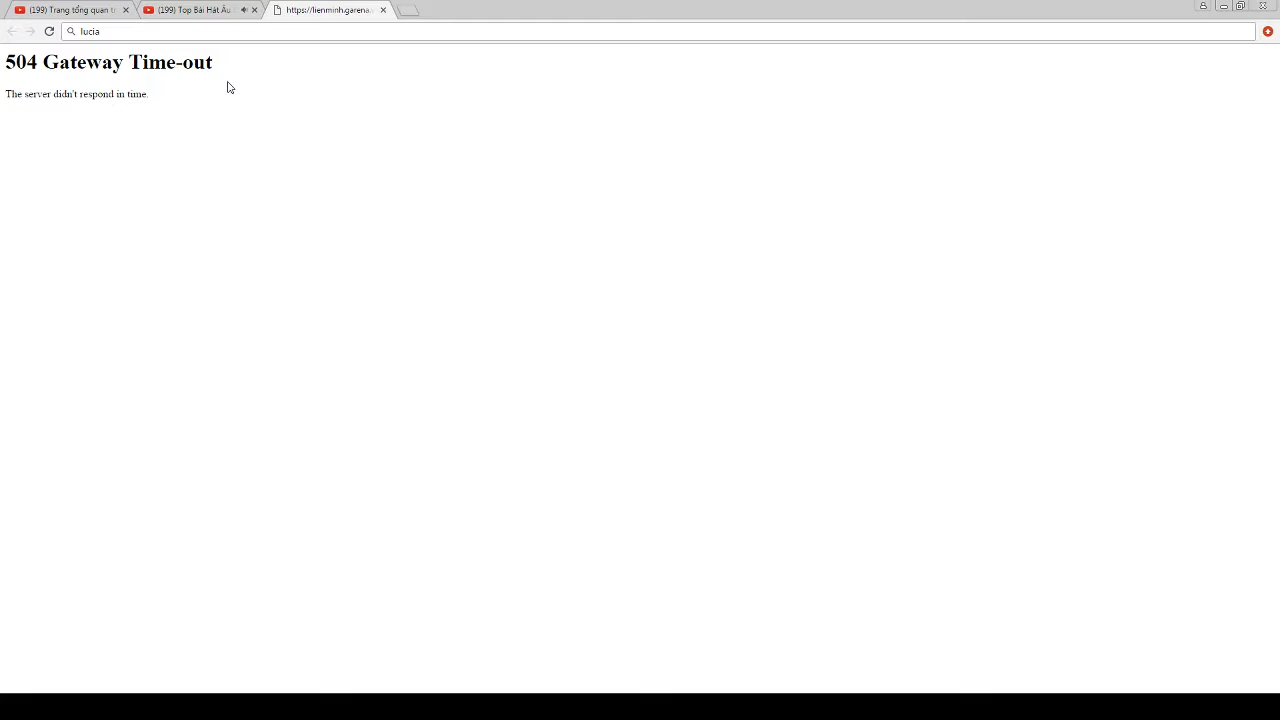 (199) Trang tổng quan tr
(199) Top Bài Hát Âu
https://lienminh.garena.
lucia
504 Gateway Time-out
The server didn't respond in time.